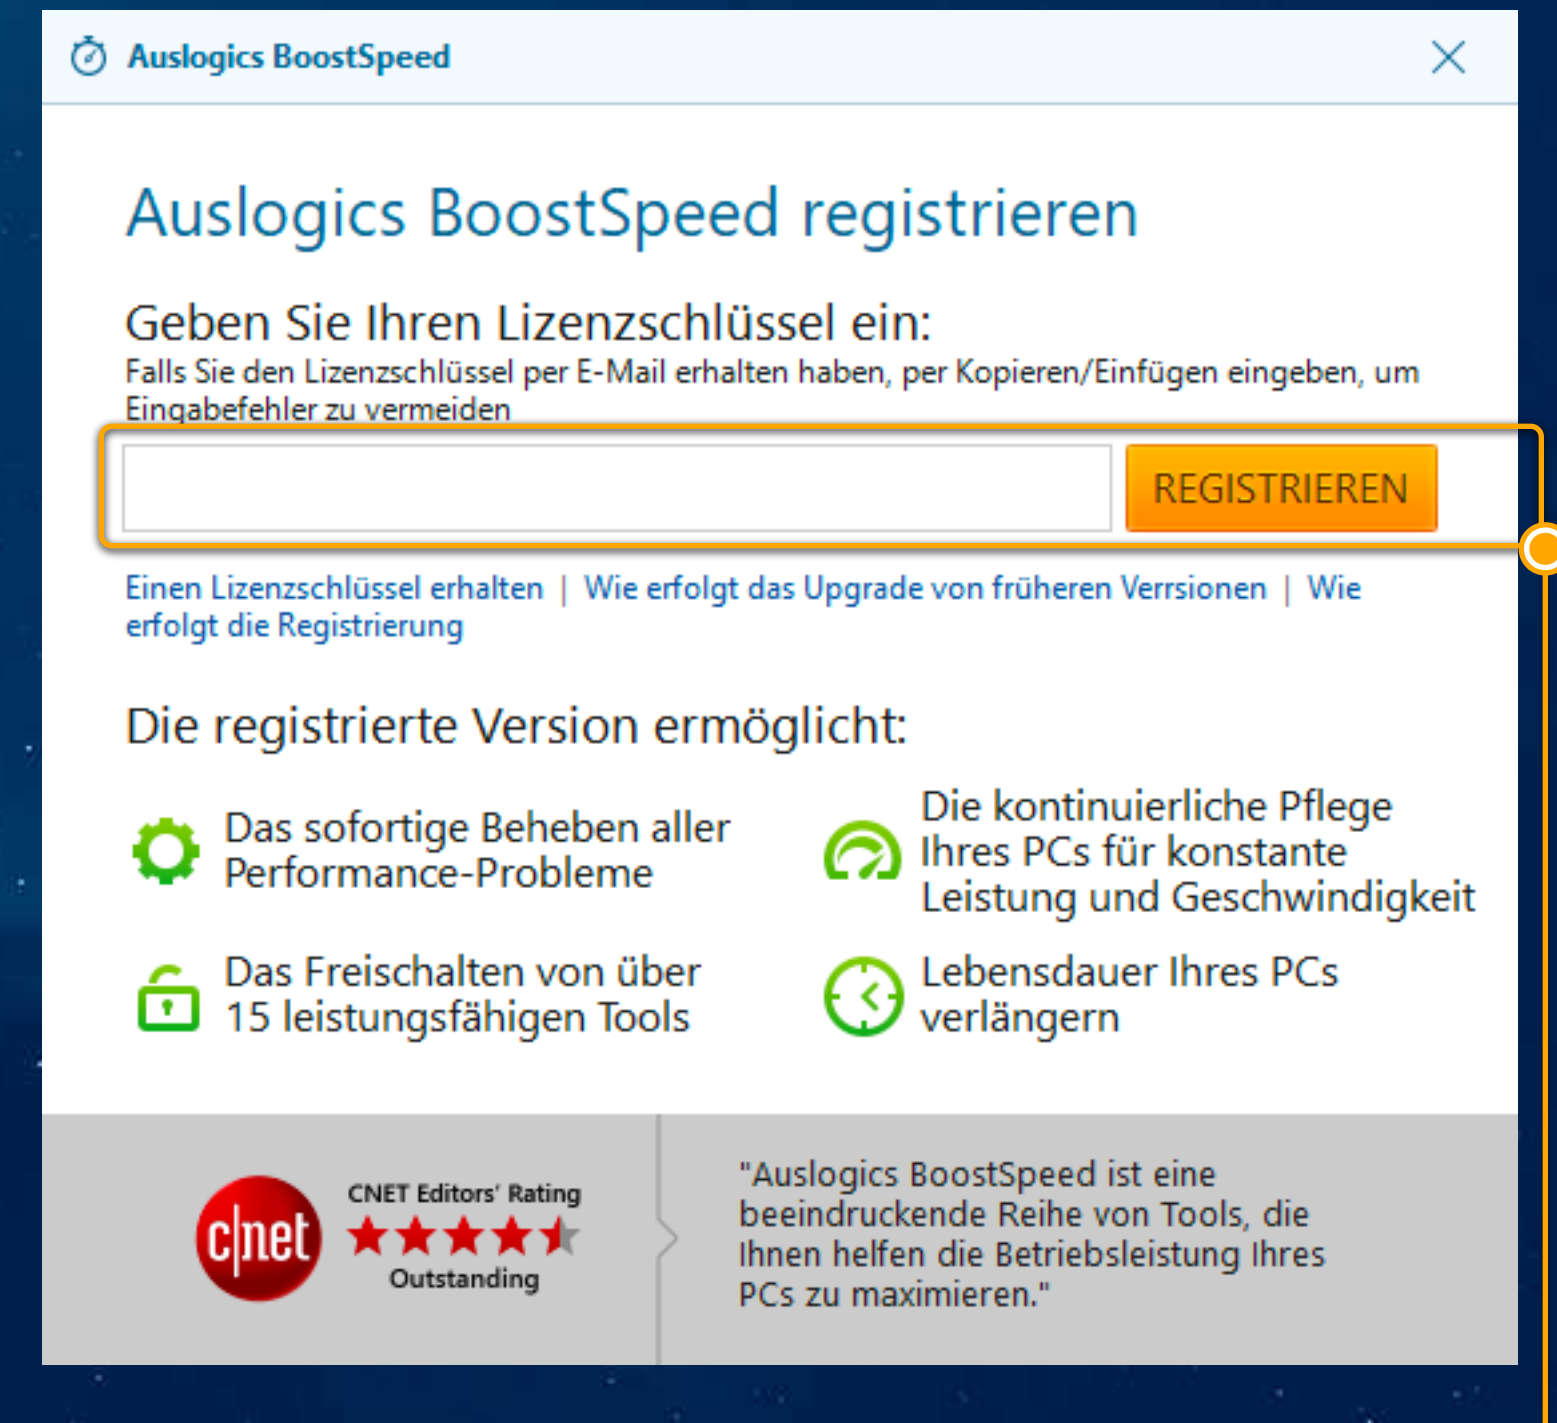 Auslogics BoostSpeed
Auslogics BoostSpeed registrieren
Geben Sie Ihren Lizenzschlüssel ein:
Falls Sie den Lizenzschlüssel per E-Mail erhalten haben, per Kopieren/Einfügen eingeben, um
Eingabefehler zu vermeiden
REGISTRIEREN
Einen Lizenzschlüssel erhalten | Wie erfolgt das Upgrade von früheren Verrsionen | Wie
erfolgt die Registrierung
Die registrierte Version ermöglicht:
Das sofortige Beheben aller
Performance-Probleme
Die kontinuierliche Pflege
Ihres PCs für konstante
Leistung und Geschwindigkeit
Das Freischalten von über
15 leistungsfähigen Tools
Lebensdauer Ihres PCs
verlängern
c|net
CNET Editors' Rating
Outstanding
"Auslogics BoostSpeed ist eine
beeindruckende Reihe von Tools, die
Ihnen helfen die Betriebsleistung Ihres
PCs zu maximieren."